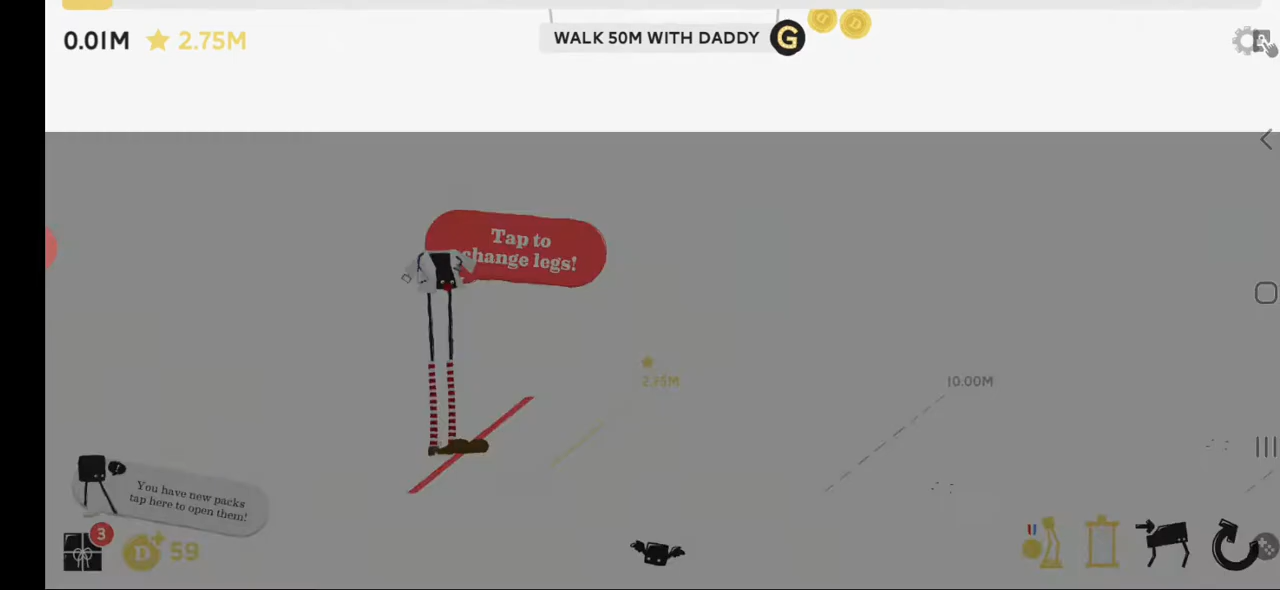 0.01M 2.75M
WALK 50M WITH DADDY G
D D
Tap to
change legs!
2.75M
10.00M
You have new packs
tap here to open them!
3
D 59